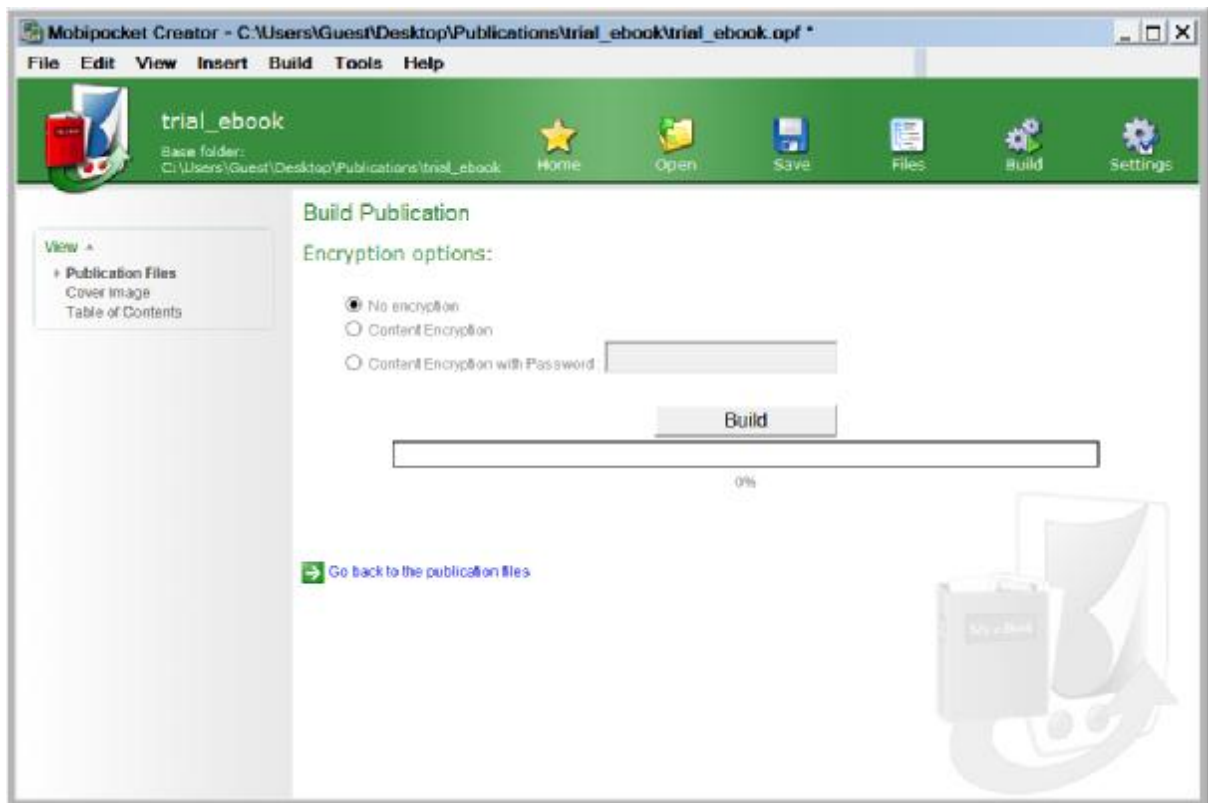 Mobipocket Creator - C:\Users\Guest\Desktop\Publications\trial_ebook\trial_ebook.opf *
File Edit View Insert Build Tools Help
trial_ebook
Base folder:
C:\Users\Guest\Desktop\Publications\trial_ebook
Home Open Save Files Build Settings
View
Publication Files
Cover Image
Table of Contents
Build Publication
Encryption options:
No encryption
Content Encryption
Content Encryption with Password :
Build
0%
Go back to the publication files